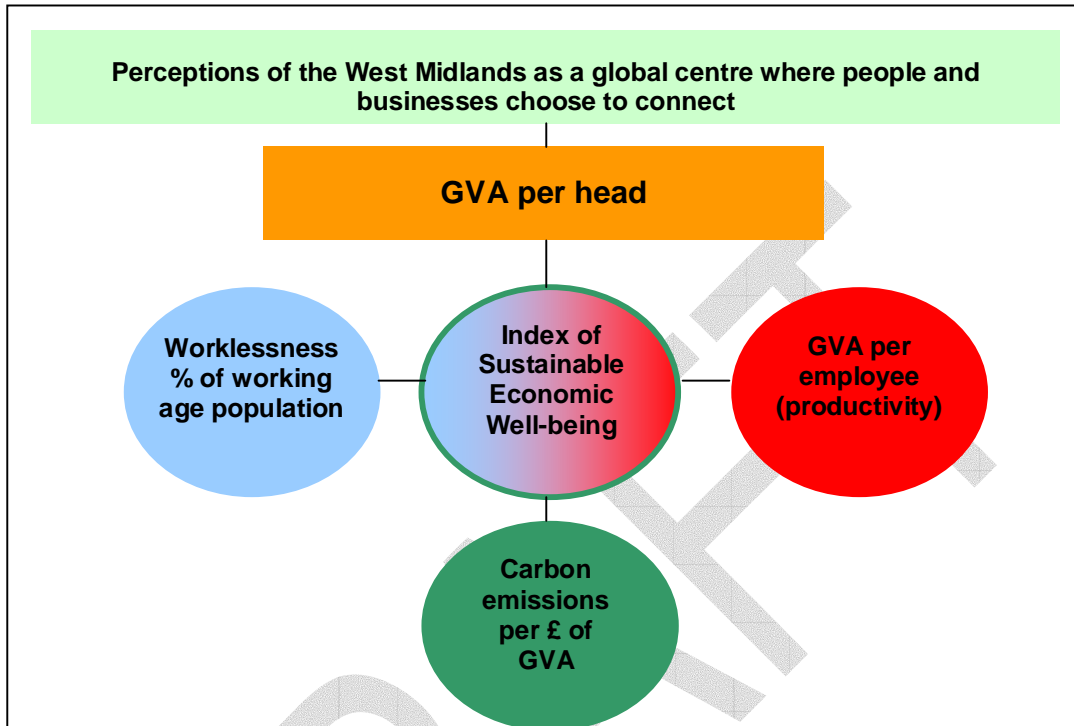 Perceptions of the West Midlands as a global centre where people and
businesses choose to connect
GVA per head
Worklessness
% of working
age population
Index of
Sustainable
Economic
Well-being
GVA per
employee
(productivity)
Carbon
emissions
per £ of
GVA